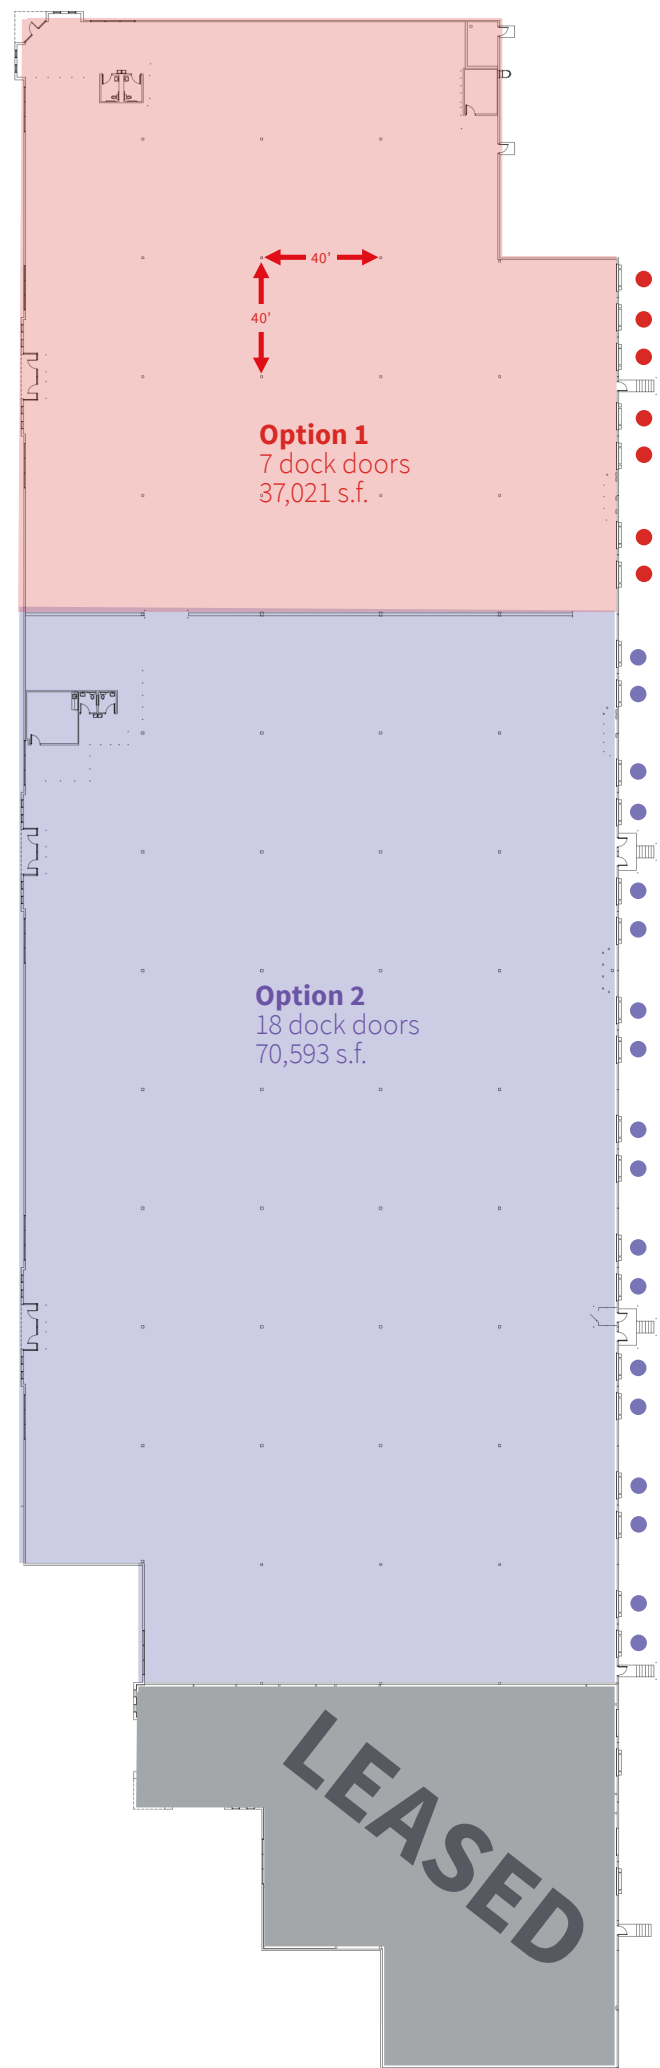 40'
40'
Option 1
7 dock doors
37,021 s.f.
Option 2
18 dock doors
70,593 s.f.
LEASED